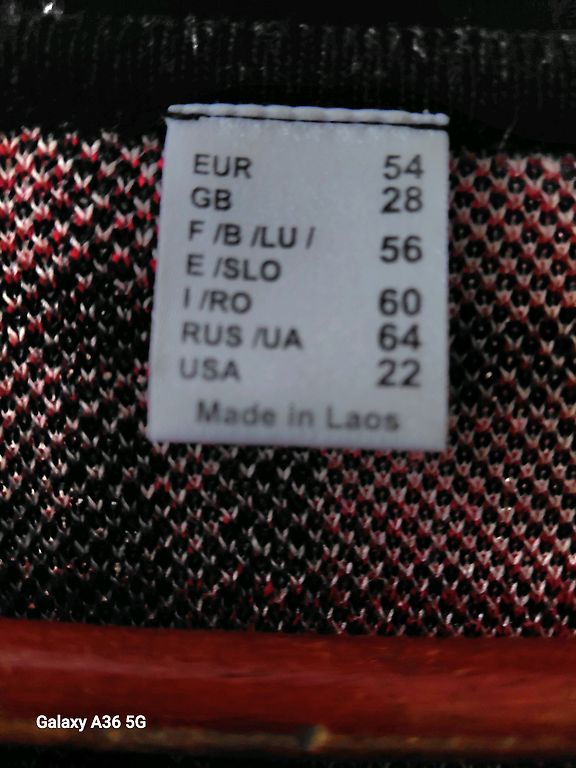 EUR 54
GB 28
F /B /LU / 56
E /SLO
I /RO 60
RUS /UA 64
USA 22
Made in Laos
Galaxy A36 5G